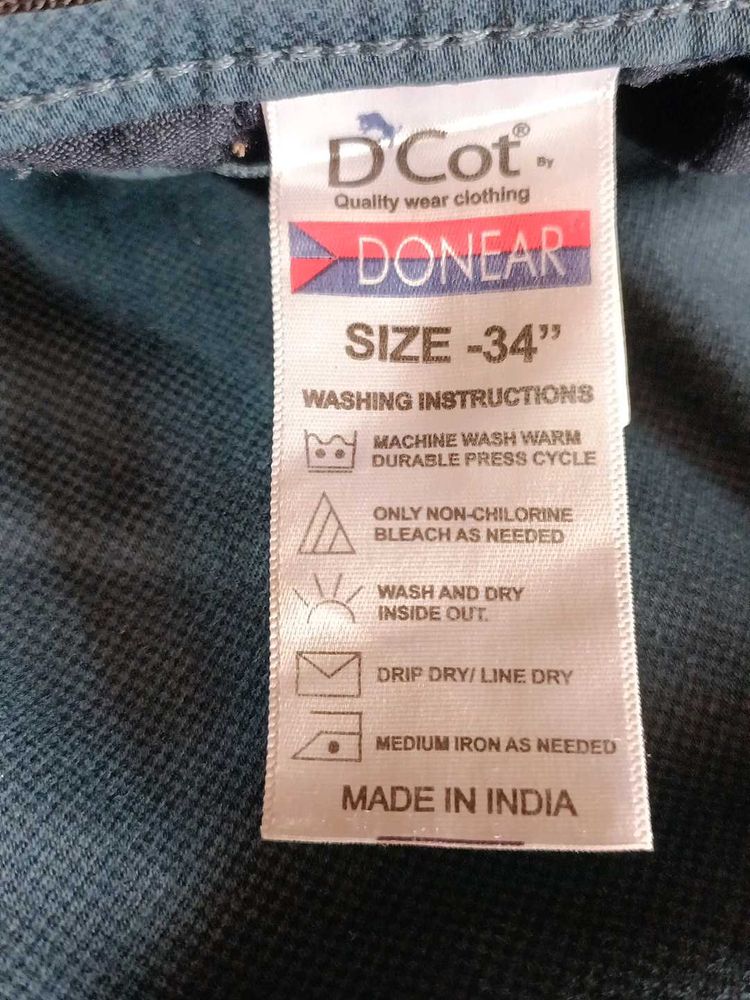 D'Cot® By
Quality wear clothing
DONEAR
SIZE -34”
WASHING INSTRUCTIONS
MACHINE WASH WARM
DURABLE PRESS CYCLE
ONLY NON-CHILORINE
BLEACH AS NEEDED
WASH AND DRY
INSIDE OUT.
DRIP DRY/ LINE DRY
MEDIUM IRON AS NEEDED
MADE IN INDIA